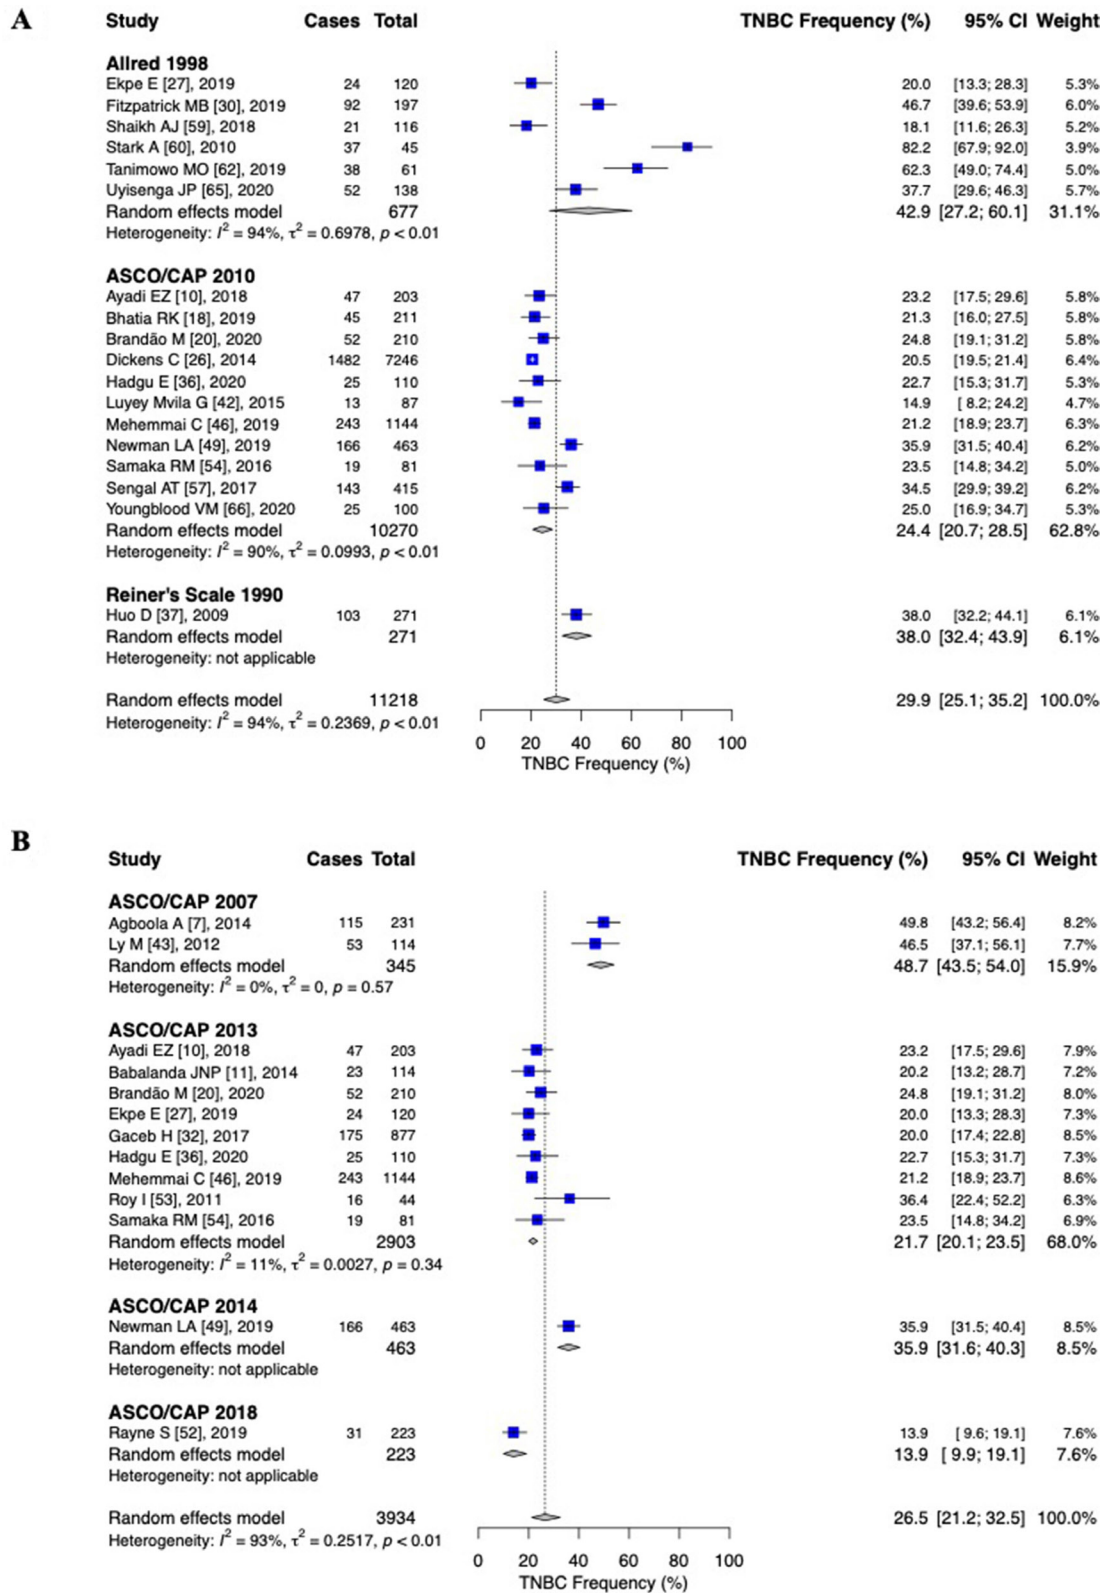 A
Study Cases Total TNBC Frequency (%) 95% CI Weight
Allred 1998
Ekpe E [27], 2019 24 120 20.0 [13.3; 28.3] 5.3%
Fitzpatrick MB [30], 2019 92 197 46.7 [39.6; 53.9] 6.0%
Shaikh AJ [59], 2018 21 116 18.1 [11.6; 26.3] 5.2%
Stark A [60], 2010 37 45 82.2 [67.9; 92.0] 3.9%
Tanimowo MO [62], 2019 38 61 62.3 [49.0; 74.4] 5.0%
Uyisenga JP [65], 2020 52 138 37.7 [29.6; 46.3] 5.7%
Random effects model 677 42.9 [27.2; 60.1] 31.1%
Heterogeneity: I² = 94%, τ² = 0.6978, p < 0.01
ASCO/CAP 2010
Ayadi EZ [10], 2018 47 203 23.2 [17.5; 29.6] 5.8%
Bhatia RK [18], 2019 45 211 21.3 [16.0; 27.5] 5.8%
Brandão M [20], 2020 52 210 24.8 [19.1; 31.2] 5.8%
Dickens C [26], 2014 1482 7246 20.5 [19.5; 21.4] 6.4%
Hadgu E [36], 2020 25 110 22.7 [15.3; 31.7] 5.3%
Luyey Mvila G [42], 2015 13 87 14.9 [ 8.2; 24.2] 4.7%
Mehemmai C [46], 2019 243 1144 21.2 [18.9; 23.7] 6.3%
Newman LA [49], 2019 166 463 35.9 [31.5; 40.4] 6.2%
Samaka RM [54], 2016 19 81 23.5 [14.8; 34.2] 5.0%
Sengal AT [57], 2017 143 415 34.5 [29.9; 39.2] 6.2%
Youngblood VM [66], 2020 25 100 25.0 [16.9; 34.7] 5.3%
Random effects model 10270 24.4 [20.7; 28.5] 62.8%
Heterogeneity: I² = 90%, τ² = 0.0993, p < 0.01
Reiner's Scale 1990
Huo D [37], 2009 103 271 38.0 [32.2; 44.1] 6.1%
Random effects model 271 38.0 [32.4; 43.9] 6.1%
Heterogeneity: not applicable
Random effects model 11218 29.9 [25.1; 35.2] 100.0%
Heterogeneity: I² = 94%, τ² = 0.2369, p < 0.01
0 20 40 60 80 100
TNBC Frequency (%)
B
Study Cases Total TNBC Frequency (%) 95% CI Weight
ASCO/CAP 2007
Agboola A [7], 2014 115 231 49.8 [43.2; 56.4] 8.2%
Ly M [43], 2012 53 114 46.5 [37.1; 56.1] 7.7%
Random effects model 345 48.7 [43.5; 54.0] 15.9%
Heterogeneity: I² = 0%, τ² = 0, p = 0.57
ASCO/CAP 2013
Ayadi EZ [10], 2018 47 203 23.2 [17.5; 29.6] 7.9%
Babalanda JNP [11], 2014 23 114 20.2 [13.2; 28.7] 7.2%
Brandão M [20], 2020 52 210 24.8 [19.1; 31.2] 8.0%
Ekpe E [27], 2019 24 120 20.0 [13.3; 28.3] 7.3%
Gaceb H [32], 2017 175 877 20.0 [17.4; 22.8] 8.5%
Hadgu E [36], 2020 25 110 22.7 [15.3; 31.7] 7.3%
Mehemmai C [46], 2019 243 1144 21.2 [18.9; 23.7] 8.6%
Roy I [53], 2011 16 44 36.4 [22.4; 52.2] 6.3%
Samaka RM [54], 2016 19 81 23.5 [14.8; 34.2] 6.9%
Random effects model 2903 21.7 [20.1; 23.5] 68.0%
Heterogeneity: I² = 11%, τ² = 0.0027, p = 0.34
ASCO/CAP 2014
Newman LA [49], 2019 166 463 35.9 [31.5; 40.4] 8.5%
Random effects model 463 35.9 [31.6; 40.3] 8.5%
Heterogeneity: not applicable
ASCO/CAP 2018
Rayne S [52], 2019 31 223 13.9 [ 9.6; 19.1] 7.6%
Random effects model 223 13.9 [ 9.9; 19.1] 7.6%
Heterogeneity: not applicable
Random effects model 3934 26.5 [21.2; 32.5] 100.0%
Heterogeneity: I² = 93%, τ² = 0.2517, p < 0.01
0 20 40 60 80 100
TNBC Frequency (%)